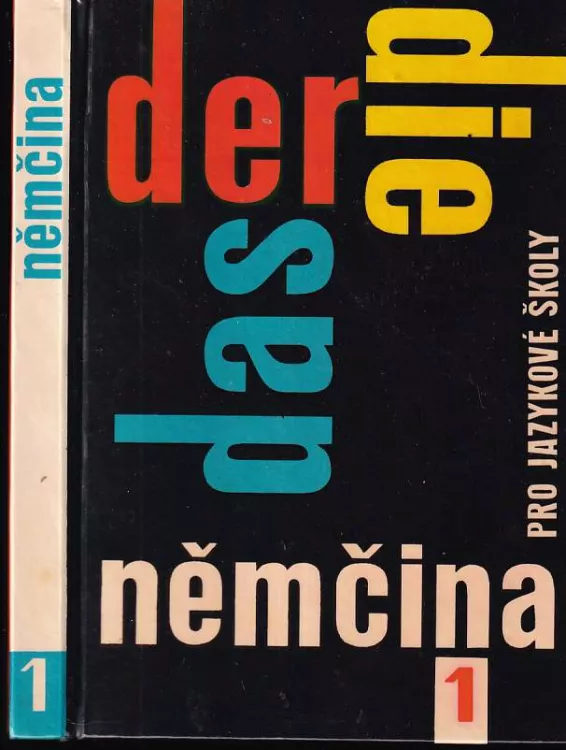 němčina
1
der
die
das
PRO JAZYKOVÉ ŠKOLY
němčina
1